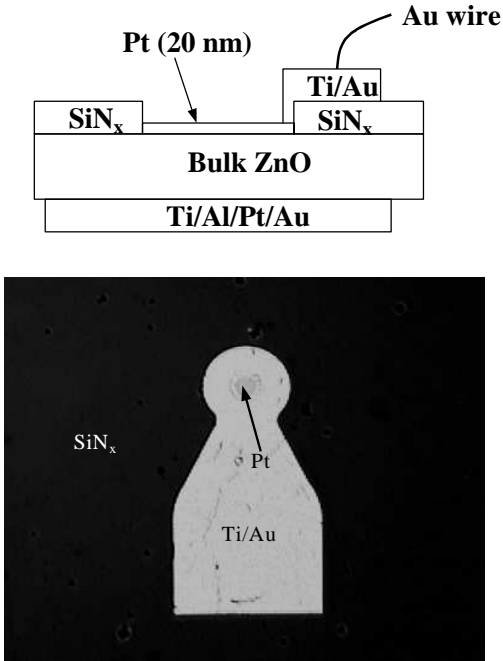 Au wire
Pt (20 nm)
Ti/Au
SiNx
SiNx
Bulk ZnO
Ti/Al/Pt/Au
SiNx
Pt
Ti/Au